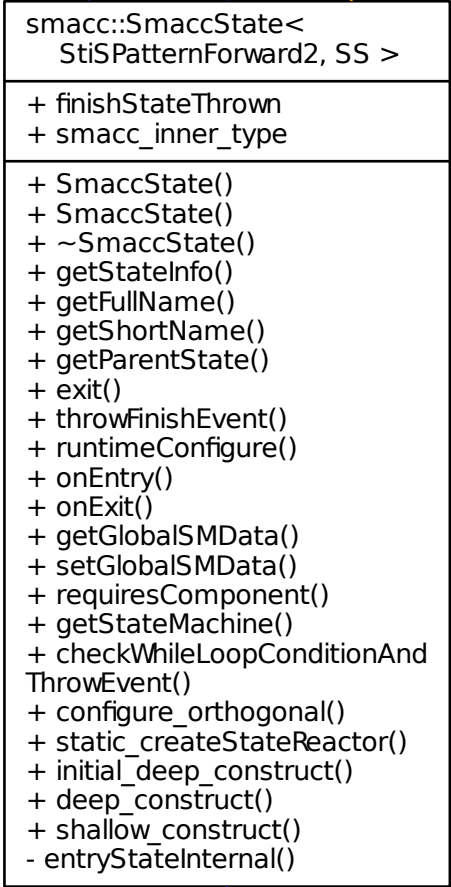 smacc::SmaccState<
StiSPatternForward2, SS >
+ finishStateThrown
+ smacc_inner_type
+ SmaccState()
+ SmaccState()
+ ~SmaccState()
+ getStateInfo()
+ getFullName()
+ getShortName()
+ getParentState()
+ exit()
+ throwFinishEvent()
+ runtimeConfigure()
+ onEntry()
+ onExit()
+ getGlobalSMData()
+ setGlobalSMData()
+ requiresComponent()
+ getStateMachine()
+ checkWhileLoopConditionAnd
ThrowEvent()
+ configure_orthogonal()
+ static_createStateReactor()
+ initial_deep_construct()
+ deep_construct()
+ shallow_construct()
- entryStateInternal()